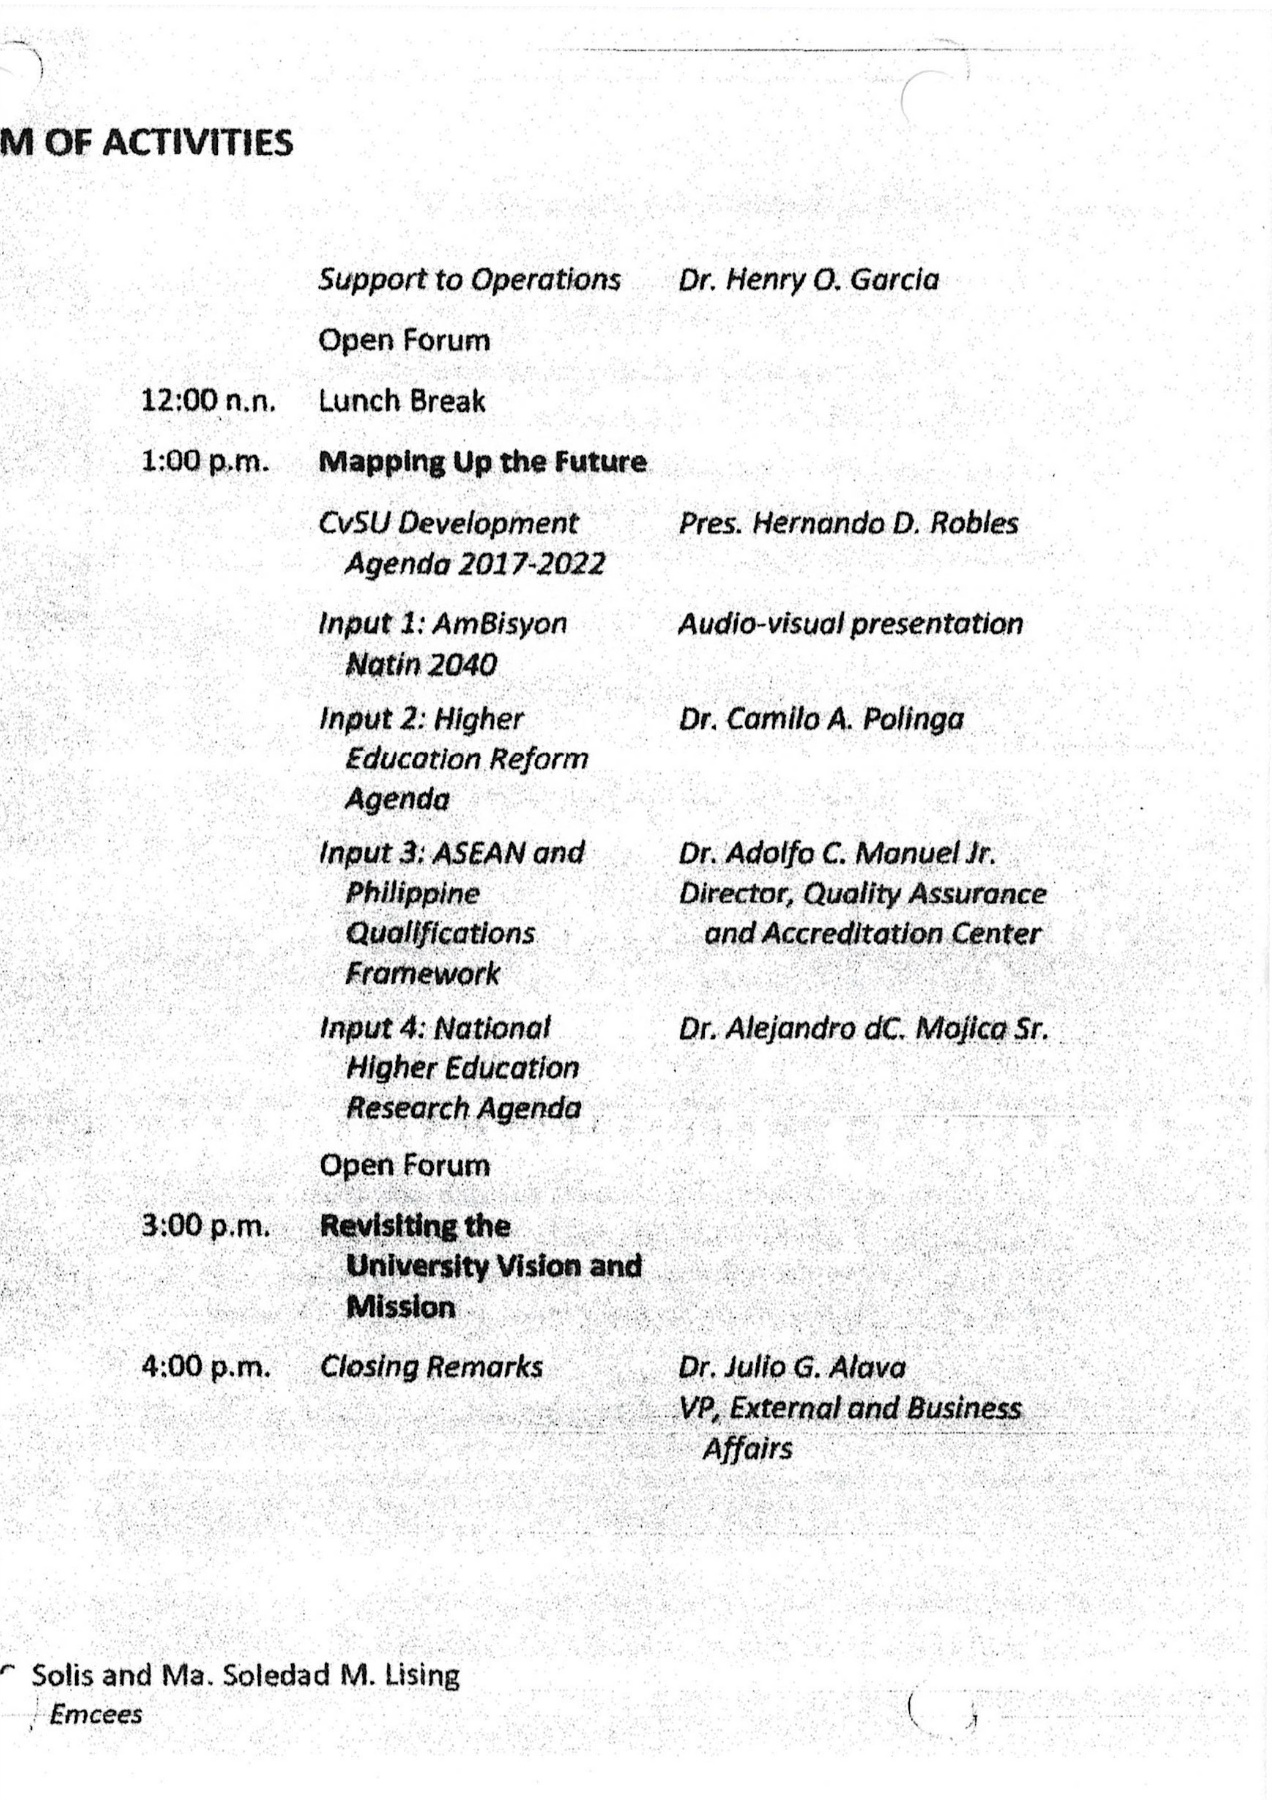 M OF ACTIVITIES
Support to Operations Dr. Henry O. Garcia
Open Forum
12:00 n.n. Lunch Break
1:00 p.m. Mapping Up the Future
CvSU Development Pres. Hernando D. Robles
Agenda 2017-2022
Input 1: AmBisyon Audio-visual presentation
Natin 2040
Input 2: Higher Dr. Camilo A. Polinga
Education Reform
Agenda
Input 3: ASEAN and Dr. Adolfo C. Manuel Jr.
Philippine Director, Quality Assurance
Qualifications and Accreditation Center
Framework
Input 4: National Dr. Alejandro dC. Mojica Sr.
Higher Education
Research Agenda
Open Forum
3:00 p.m. Revisiting the
University Vision and
Mission
4:00 p.m. Closing Remarks Dr. Julio G. Alava
VP, External and Business
Affairs
Solis and Ma. Soledad M. Lising
Emcees